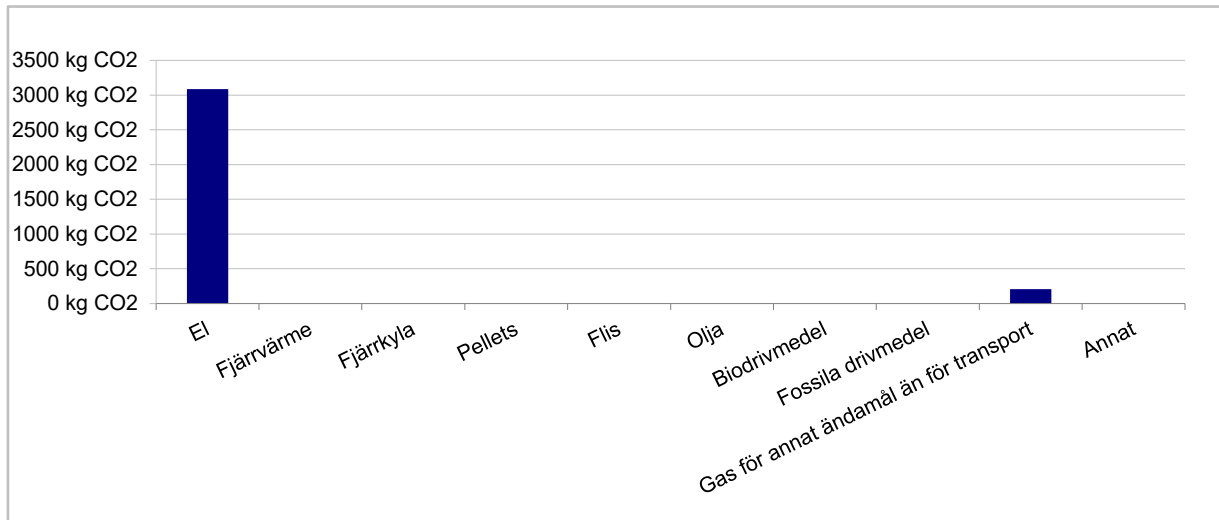 3500 kg CO2
3000 kg CO2
2500 kg CO2
2000 kg CO2
1500 kg CO2
1000 kg CO2
500 kg CO2
0 kg CO2
El
Fjärrvärme
Fjärrkyla
Pellets
Flis
Olja
Biodrivmedel
Fossila drivmedel
Gas för annat ändamål än för transport
Annat